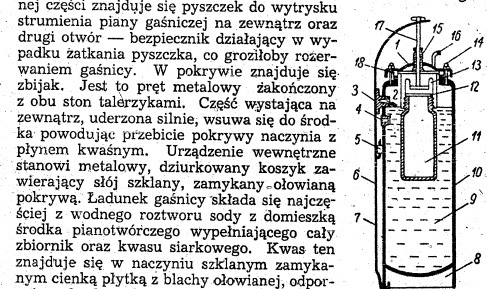 nej części znajduje się pyszczek do wytrysku
strumienia piany gaśniczej na zewnątrz oraz
drugi otwór — bezpiecznik działający w wy-
padku zatkania pyszczka, co groziłoby rozer-
waniem gaśnicy. W pokrywie znajduje się
zbijak. Jest to pręt metalowy zakończony
z obu ston talerzykami. Część wystająca na
zewnątrz, uderzona silnie, wsuwa się do środ-
ka powodując przebicie pokrywy naczynia z
płynem kwaśnym. Urządzenie wewnętrzne
stanowi metalowy, dziurkowany koszyk za-
wierający słój szklany, zamykany ołowianą
pokrywą. Ładunek gaśnicy składa się najczę-
ściej z wodnego roztworu sody z domieszką
środka pianotwórczego wypełniającego cały
zbiornik oraz kwasu siarkowego. Kwas ten
znajduje się w naczyniu szklanym zamyka-
nym cienką płytką z blachy ołowianej, odpor-
17
15
1
16
14
18
13
2
3
12
4
5
11
6
10
7
9
8